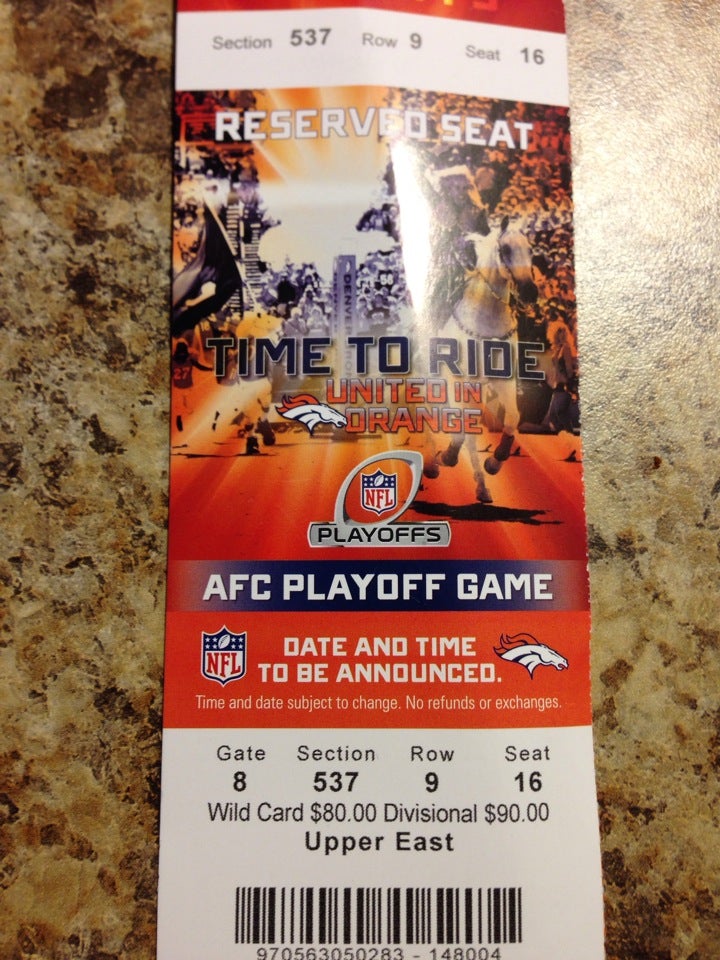 Section 537 Row 9 Seat 16
RESERVED SEAT
DENVER
TIME TO RIDE
UNITED IN
ORANGE
NFL
PLAYOFFS
AFC PLAYOFF GAME
NFL
DATE AND TIME
TO BE ANNOUNCED.
Time and date subject to change. No refunds or exchanges.
Gate Section Row Seat
8 537 9 16
Wild Card $80.00 Divisional $90.00
Upper East
970563050283 - 148004